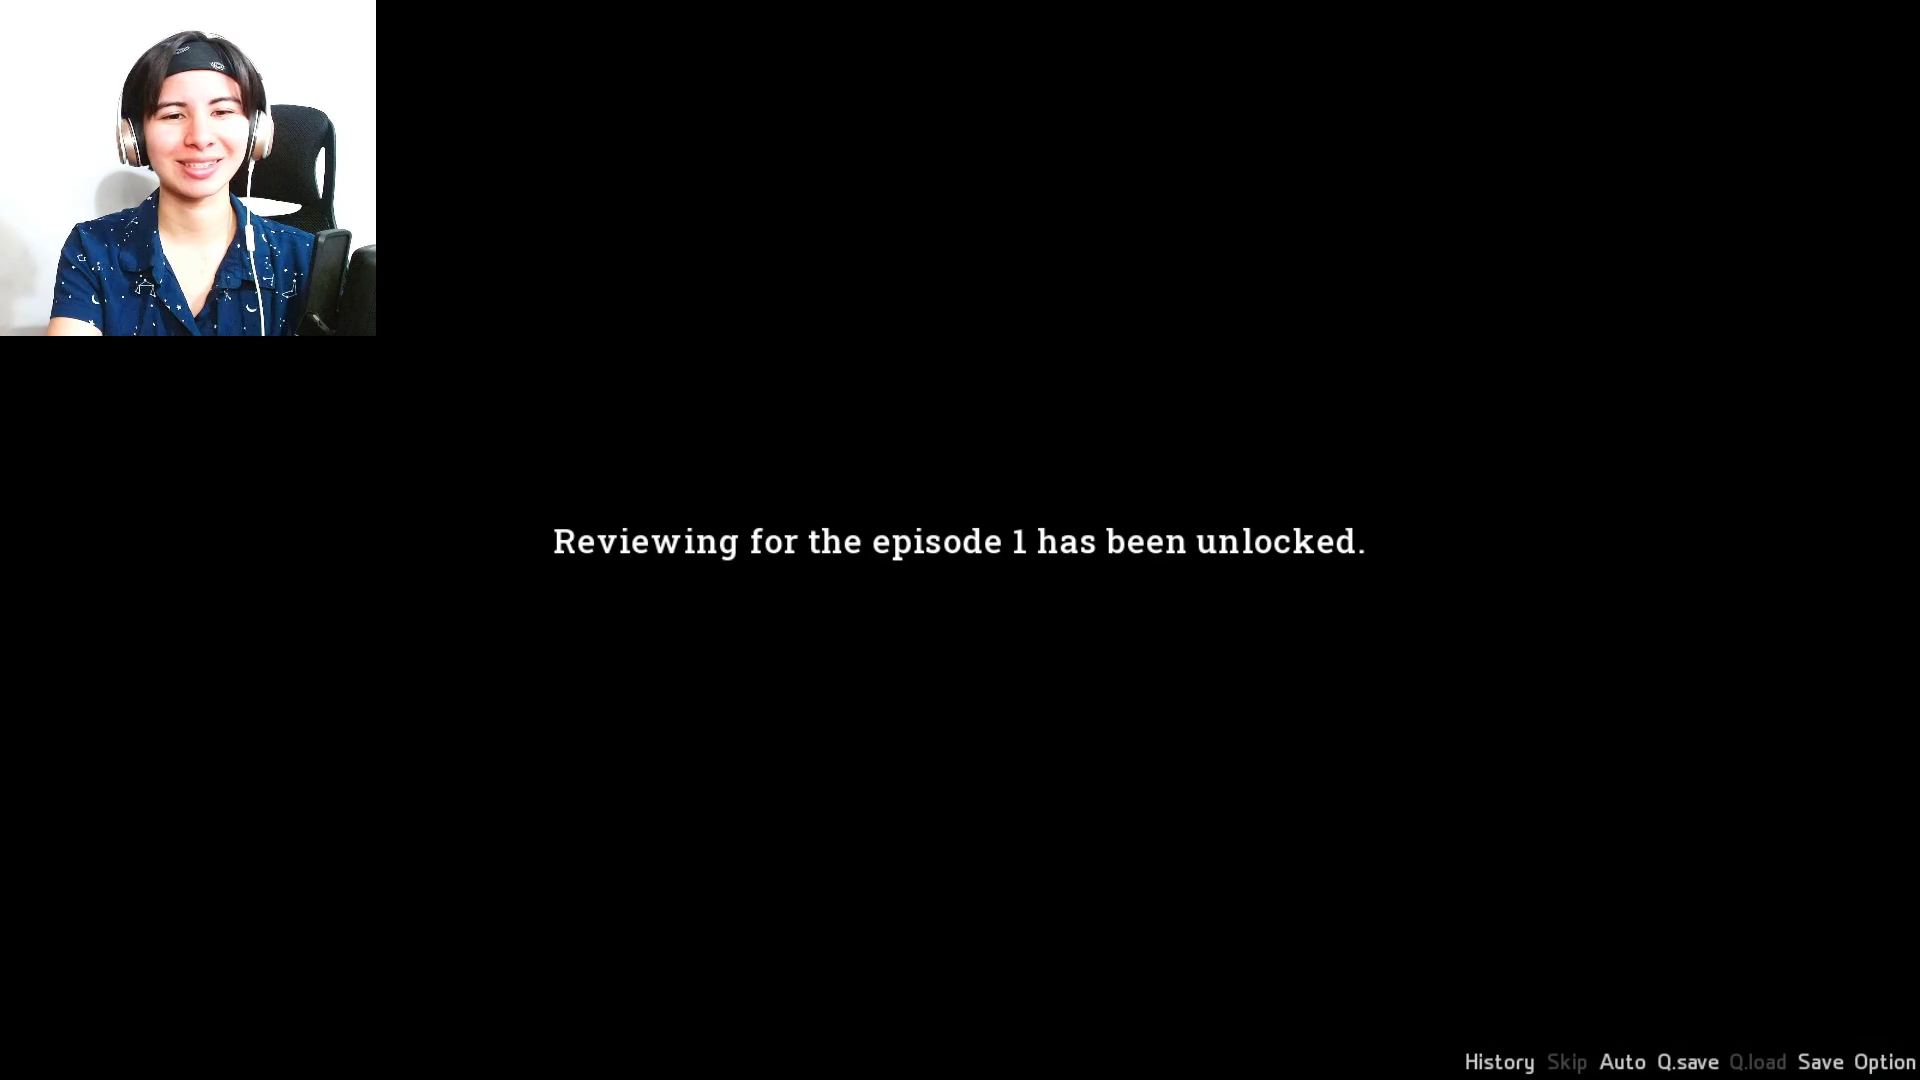 Reviewing for the episode 1 has been unlocked.
History Skip Auto Q.save Q.load Save Option